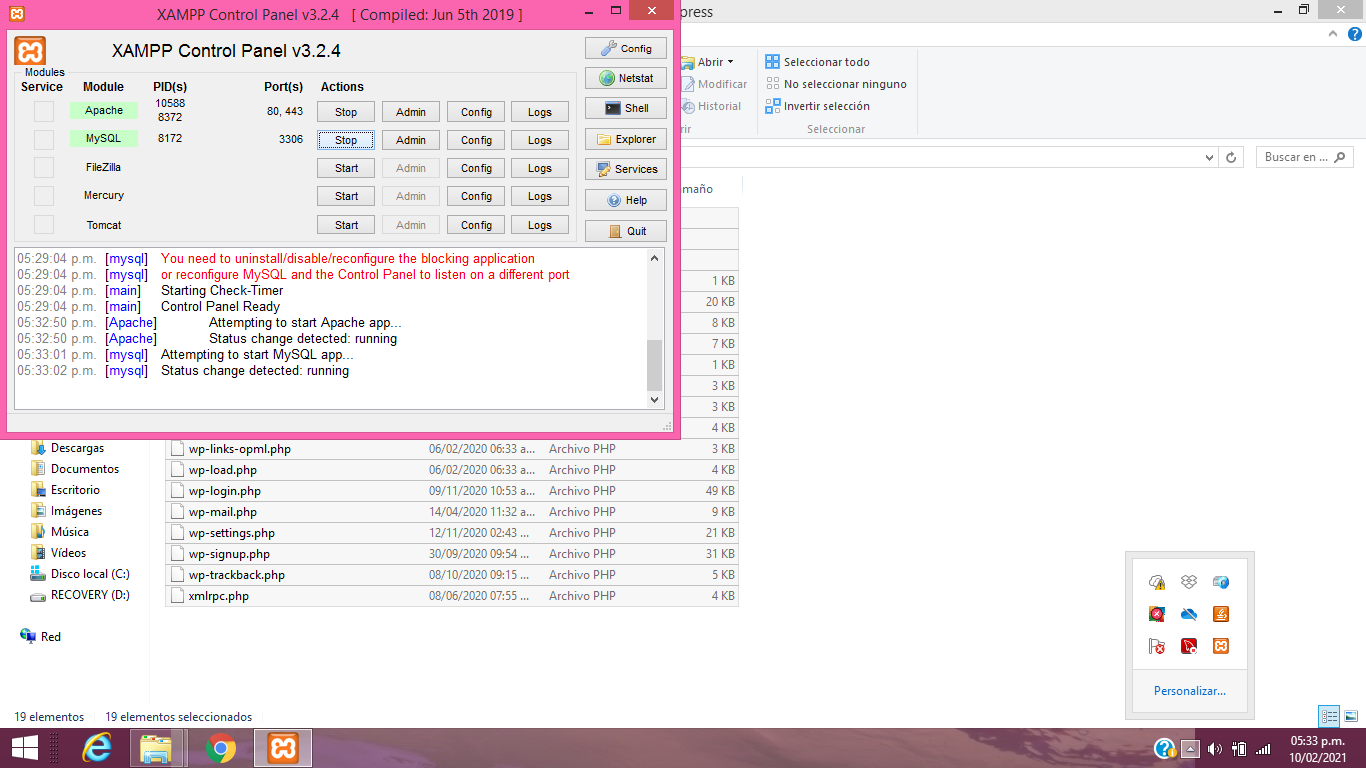 XAMPP Control Panel v3.2.4 [ Compiled: Jun 5th 2019 ]
press
XAMPP Control Panel v3.2.4
Config
Modules
Service Module PID(s) Port(s) Actions
Netstat
Apache 10588 8372 80, 443 Stop Admin Config Logs
Shell
MySQL 8172 3306 Stop Admin Config Logs
Explorer
FileZilla Start Admin Config Logs
Services
Mercury Start Admin Config Logs
Help
Tomcat Start Admin Config Logs
Quit
05:29:04 p.m. [mysql] You need to uninstall/disable/reconfigure the blocking application
05:29:04 p.m. [mysql] or reconfigure MySQL and the Control Panel to listen on a different port
05:29:04 p.m. [main] Starting Check-Timer
05:29:04 p.m. [main] Control Panel Ready
05:32:50 p.m. [Apache] Attempting to start Apache app...
05:32:50 p.m. [Apache] Status change detected: running
05:33:01 p.m. [mysql] Attempting to start MySQL app...
05:33:02 p.m. [mysql] Status change detected: running
Abrir
Modificar
Historial
rir
Seleccionar todo
No seleccionar ninguno
Invertir selección
Seleccionar
Buscar en ...
maño
1 KB
20 KB
8 KB
7 KB
1 KB
3 KB
3 KB
4 KB
wp-links-opml.php 06/02/2020 06:33 a... Archivo PHP 3 KB
wp-load.php 06/02/2020 06:33 a... Archivo PHP 4 KB
wp-login.php 09/11/2020 10:53 a... Archivo PHP 49 KB
wp-mail.php 14/04/2020 11:32 a... Archivo PHP 9 KB
wp-settings.php 12/11/2020 02:43 ... Archivo PHP 21 KB
wp-signup.php 30/09/2020 09:54 ... Archivo PHP 31 KB
wp-trackback.php 08/10/2020 09:15 ... Archivo PHP 5 KB
xmlrpc.php 08/06/2020 07:55 ... Archivo PHP 4 KB
Descargas
Documentos
Escritorio
Imágenes
Música
Vídeos
Disco local (C:)
RECOVERY (D:)
Red
Personalizar...
19 elementos 19 elementos seleccionados
05:33 p.m.
10/02/2021